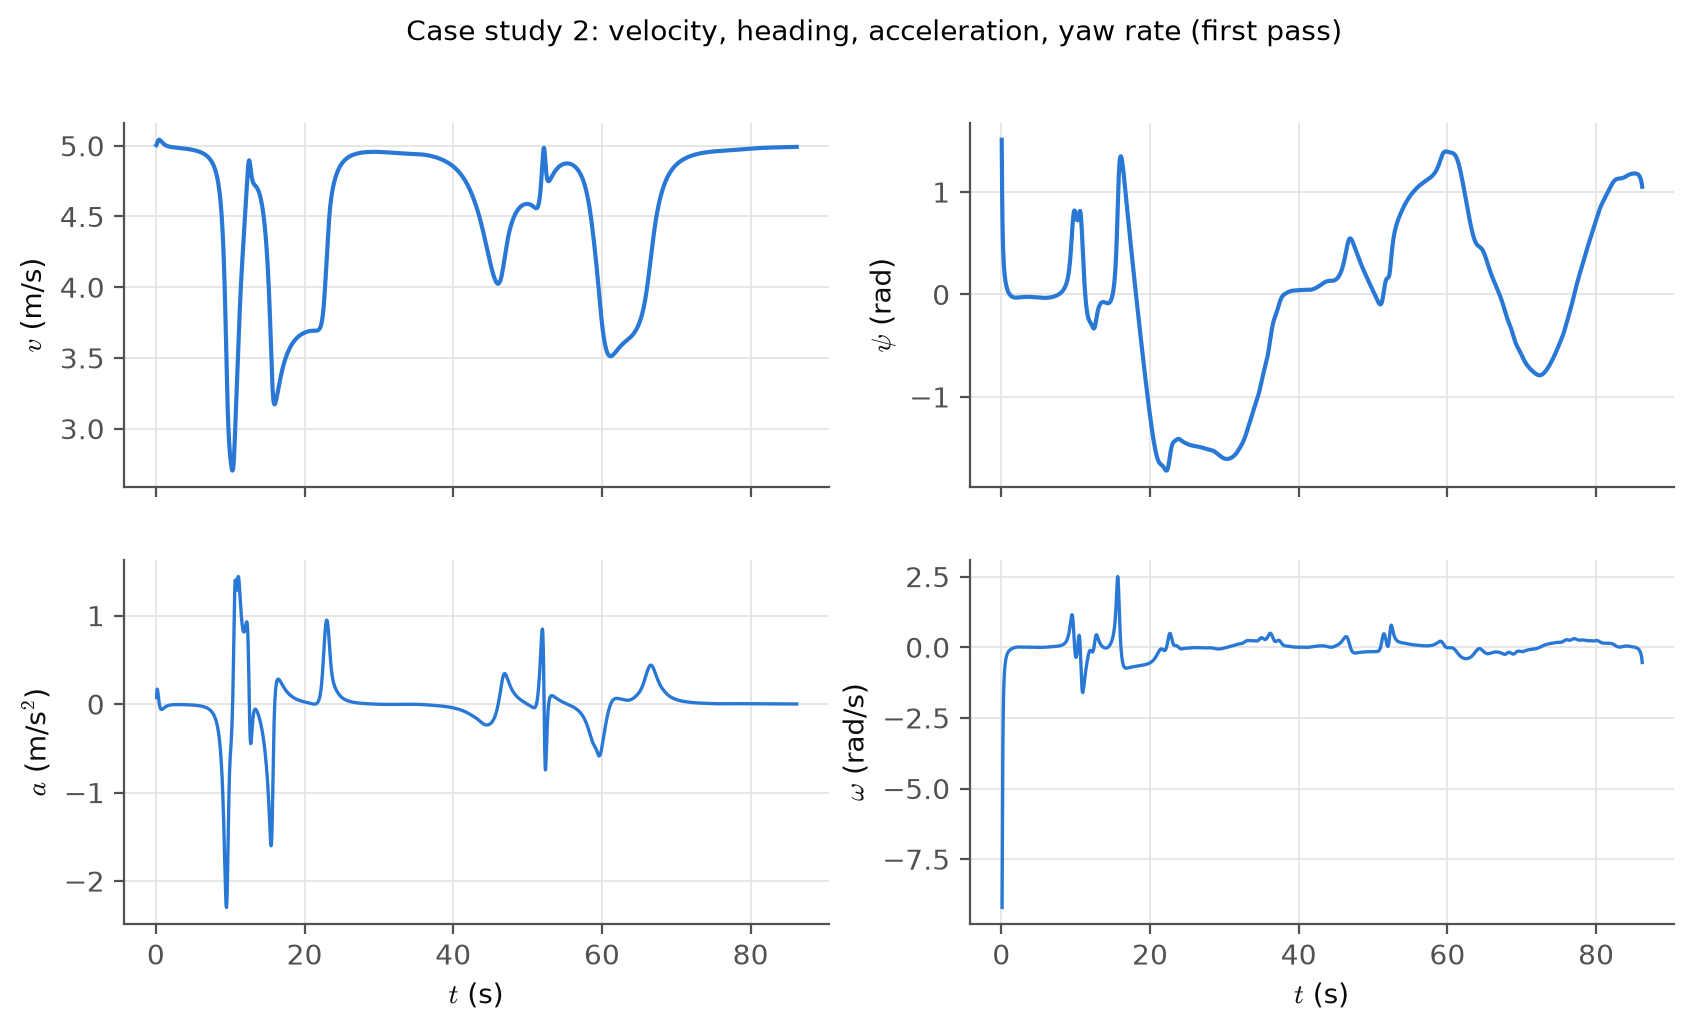 Case study 2: velocity, heading, acceleration, yaw rate (first pass)
5.0
4.5
4.0
3.5
3.0
v (m/s)
1
0
−1
ψ (rad)
1
0
−1
−2
a (m/s²)
0 20 40 60 80
t (s)
2.5
0.0
−2.5
−5.0
−7.5
ω (rad/s)
0 20 40 60 80
t (s)